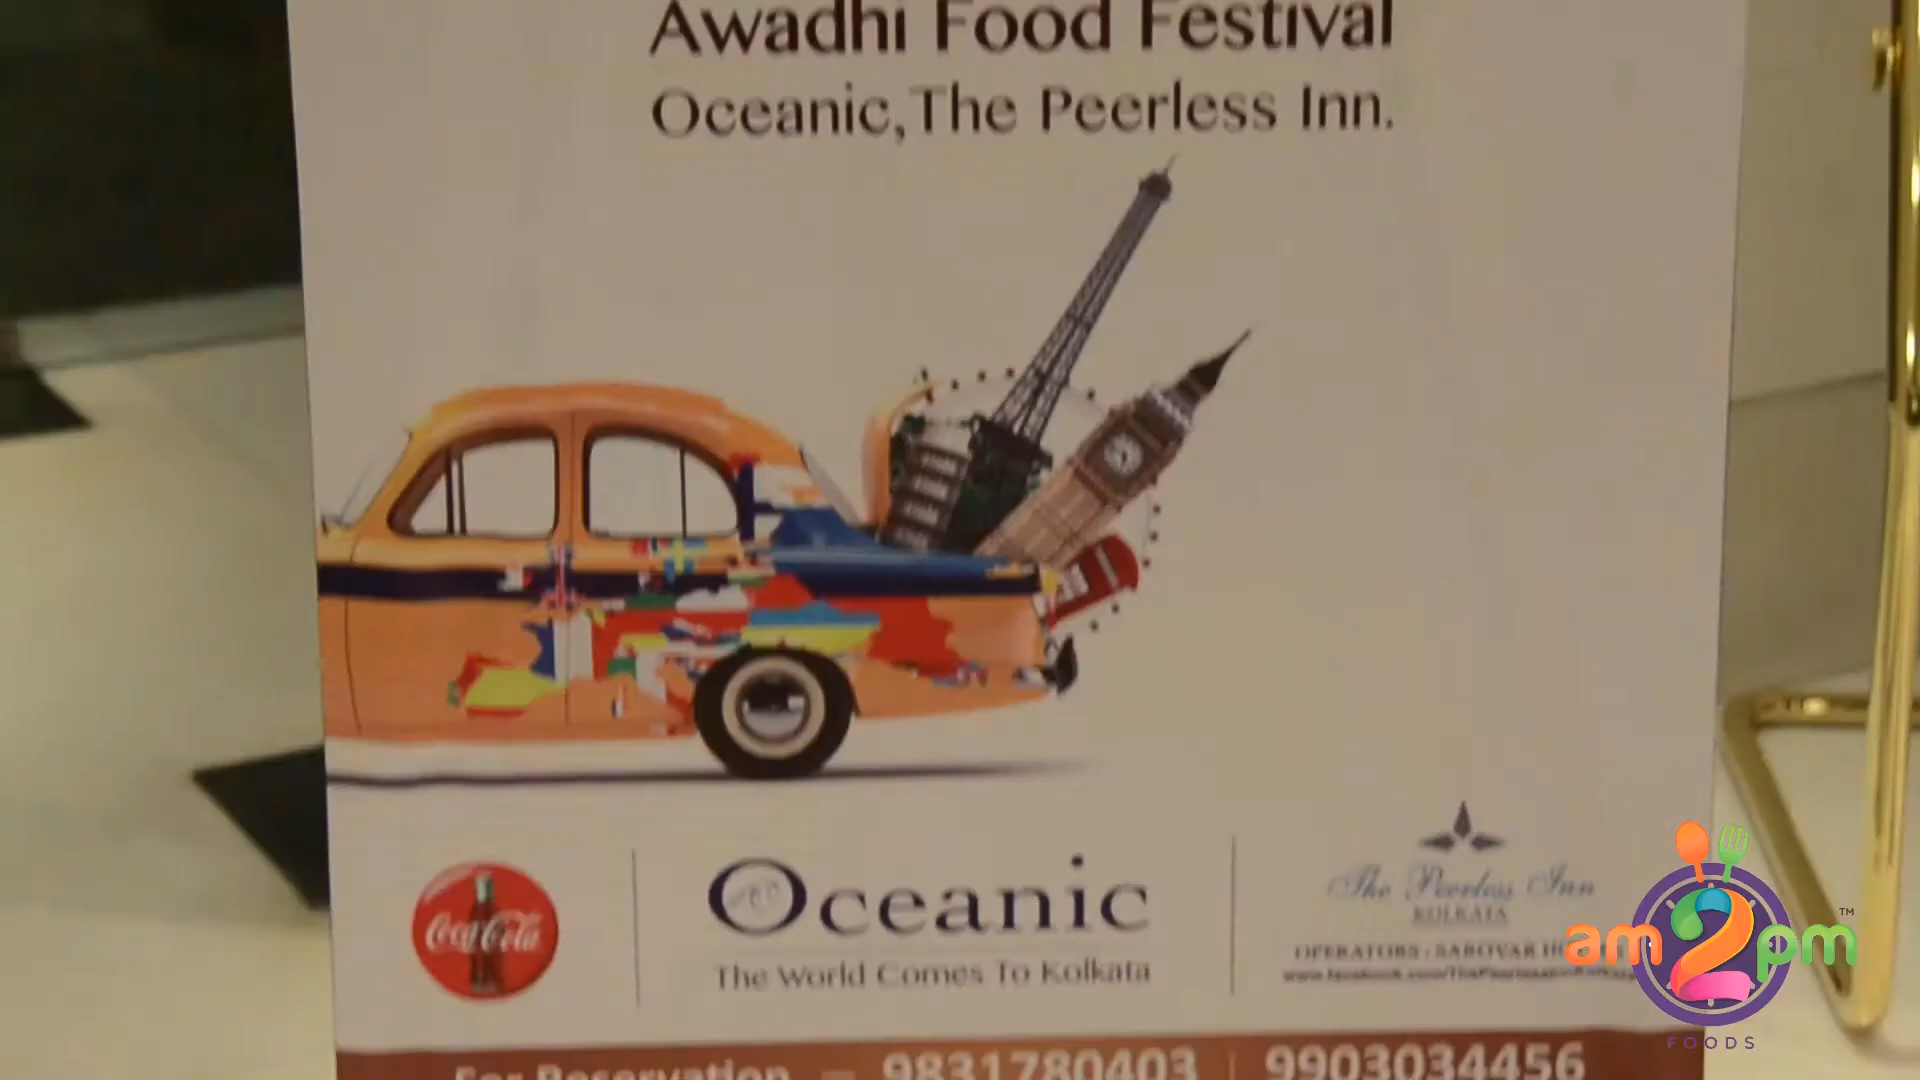 Awadhi Food Festival
Oceanic,The Peerless Inn.
Coca-Cola
Oceanic
The World Comes To Kolkata
The Peerless Inn
KOLKATA
OPERATORS : SAROVAR
For Reservation – 9831780403 | 9903034456
am2pm™
FOODS